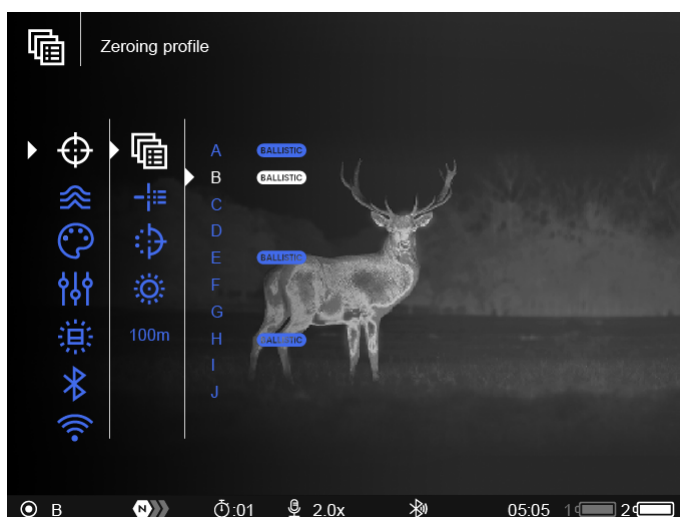 Zeroing profile
A BALLISTIC
B BALLISTIC
C
D
E BALLISTIC
F
G
100m
H BALLISTIC
I
J
B N :01 2.0x 05:05 1 2